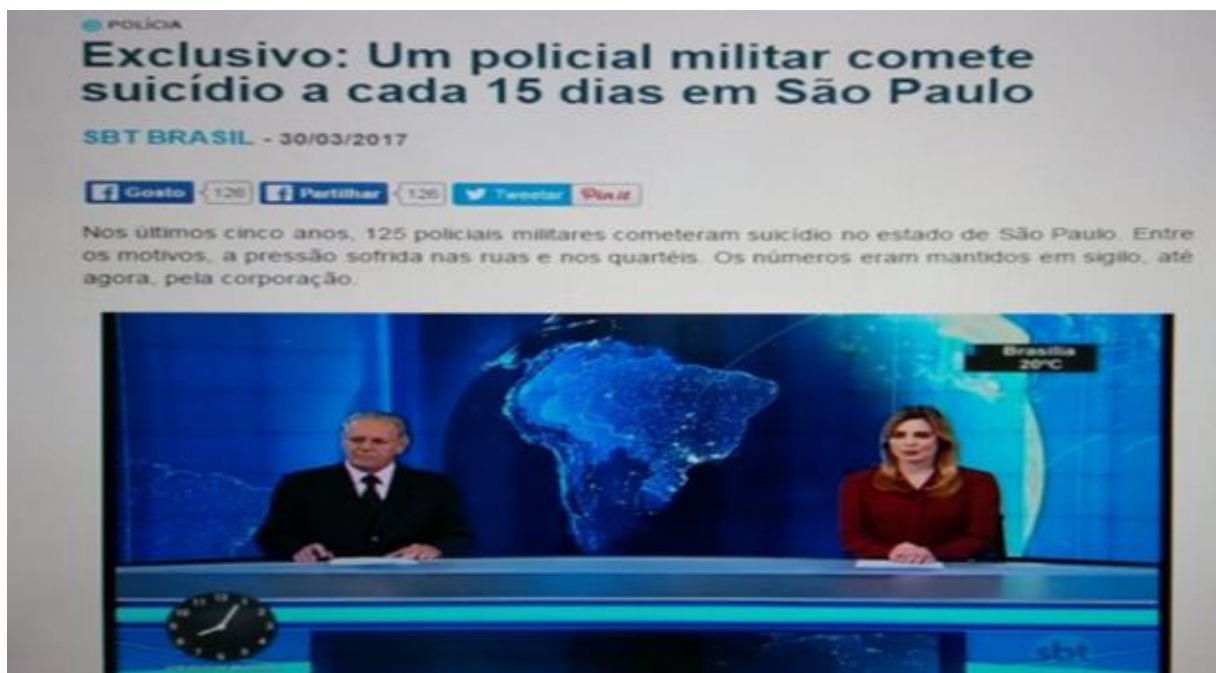 POLÍCIA
Exclusivo: Um policial militar comete
suicídio a cada 15 dias em São Paulo
SBT BRASIL - 30/03/2017
Gosto 126 Partilhar 126 Tweetar Pin it
Nos últimos cinco anos, 125 policiais militares cometeram suicídio no estado de São Paulo. Entre
os motivos, a pressão sofrida nas ruas e nos quartéis. Os números eram mantidos em sigilo, até
agora, pela corporação.
Brasília
20°C
sbt